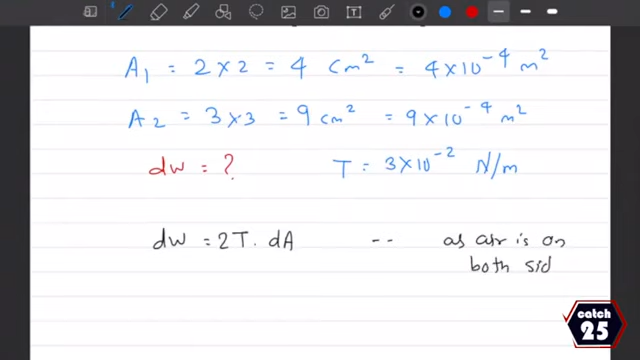 A₁ = 2 × 2 = 4 cm² = 4×10⁻⁴ m²
A₂ = 3×3 = 9 cm² = 9×10⁻⁴ m²
dw = ? T = 3×10⁻² N/m
dw = 2T. dA -- as air is on
both sid
catch
25